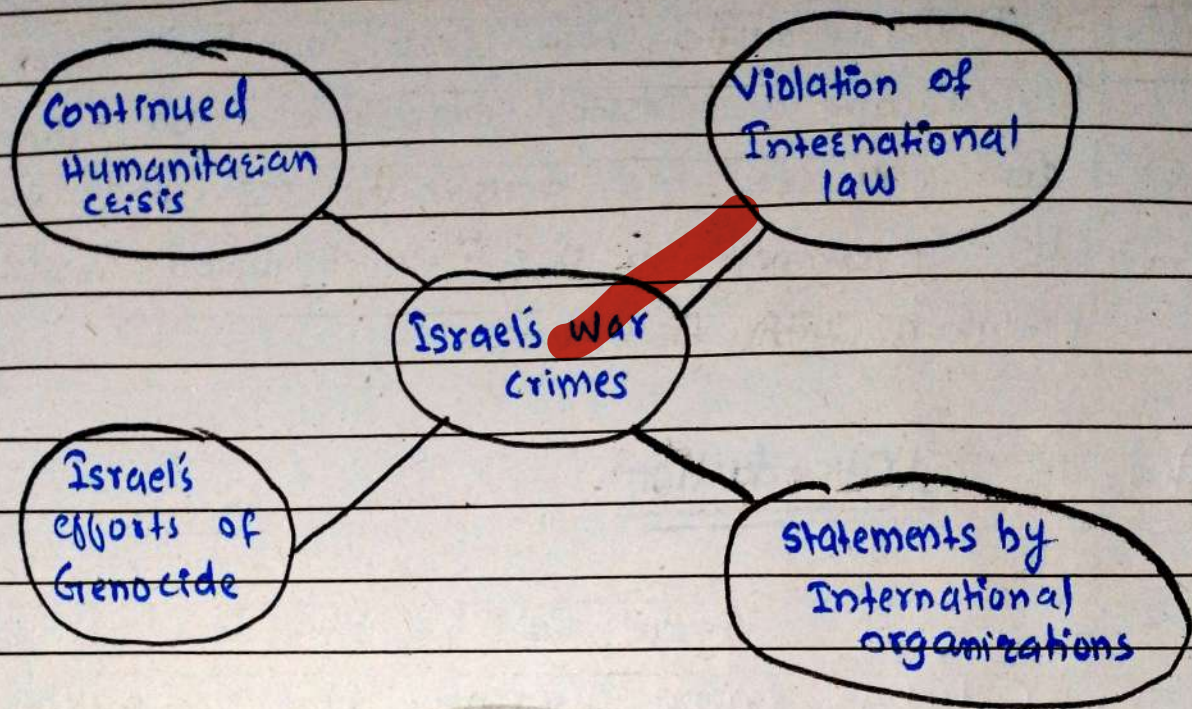 Continued
Humanitarian
crisis
Violation of
International
law
Israel's war
crimes
Israel's
efforts of
Genocide
statements by
International
organizations